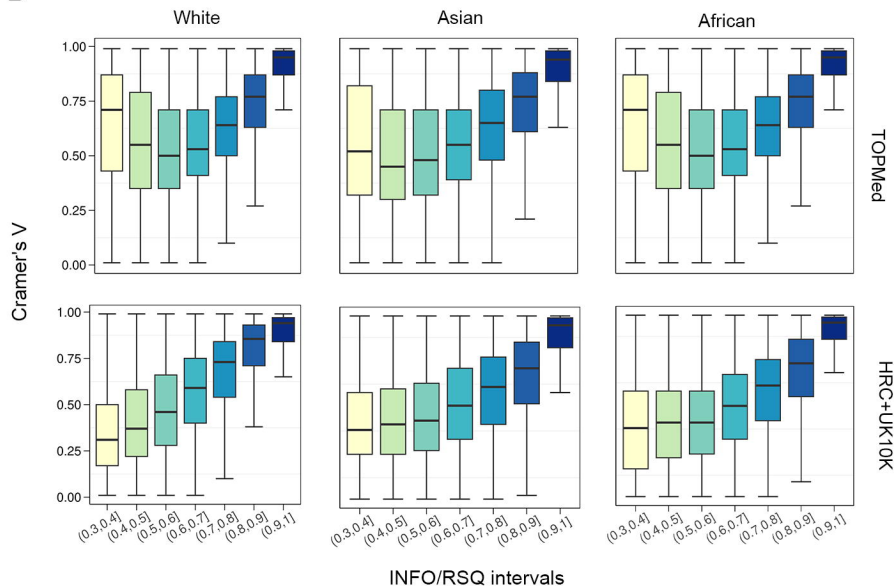 White Asian African
1.00
0.75
0.50
0.25
0.00
TOPMed
Cramer's V
1.00
0.75
0.50
0.25
0.00
HRC+UK10K
(0.3,0.4] (0.4,0.5] (0.5,0.6] (0.6,0.7] (0.7,0.8] (0.8,0.9] (0.9,1] (0.3,0.4] (0.4,0.5] (0.5,0.6] (0.6,0.7] (0.7,0.8] (0.8,0.9] (0.9,1] (0.3,0.4] (0.4,0.5] (0.5,0.6] (0.6,0.7] (0.7,0.8] (0.8,0.9] (0.9,1]
INFO/RSQ intervals